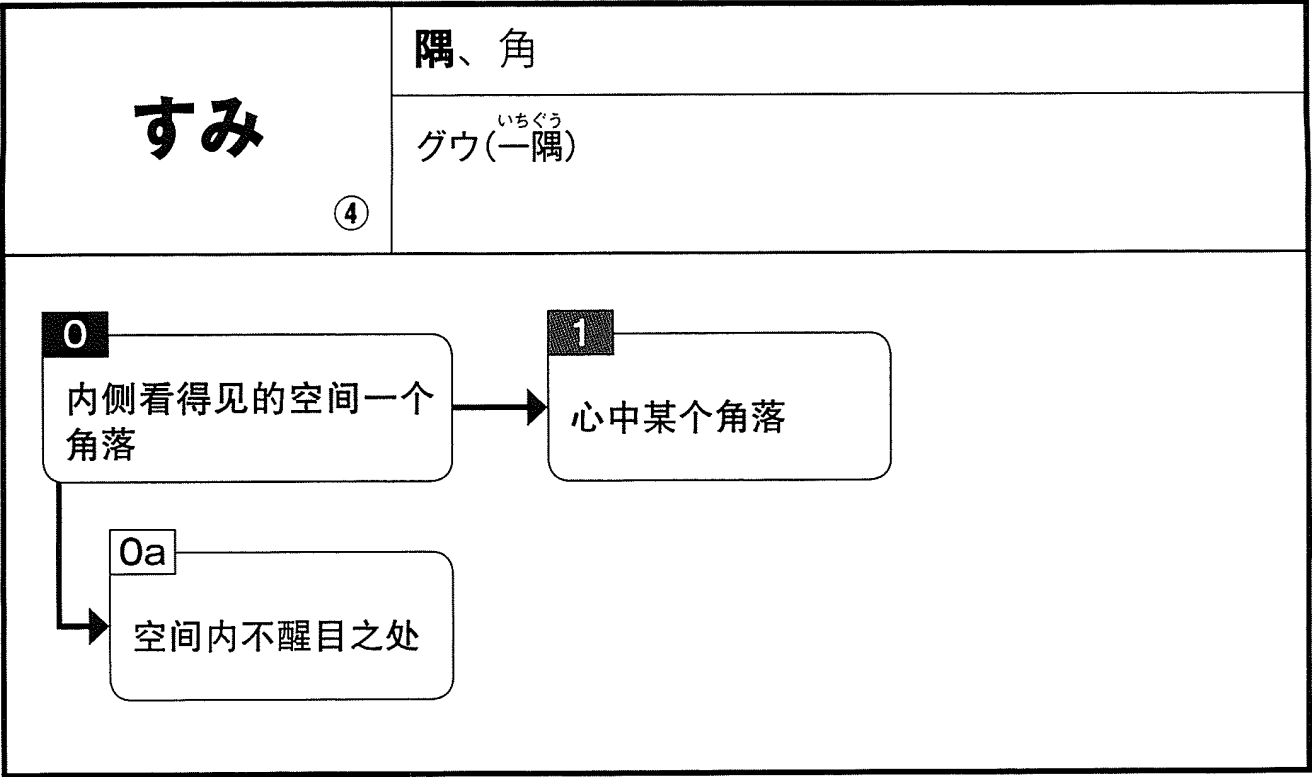 すみ
④
隅、角
いちぐう
グウ(一隅)
0
内侧看得见的空间一个
角落
1
心中某个角落
0a
空间内不醒目之处